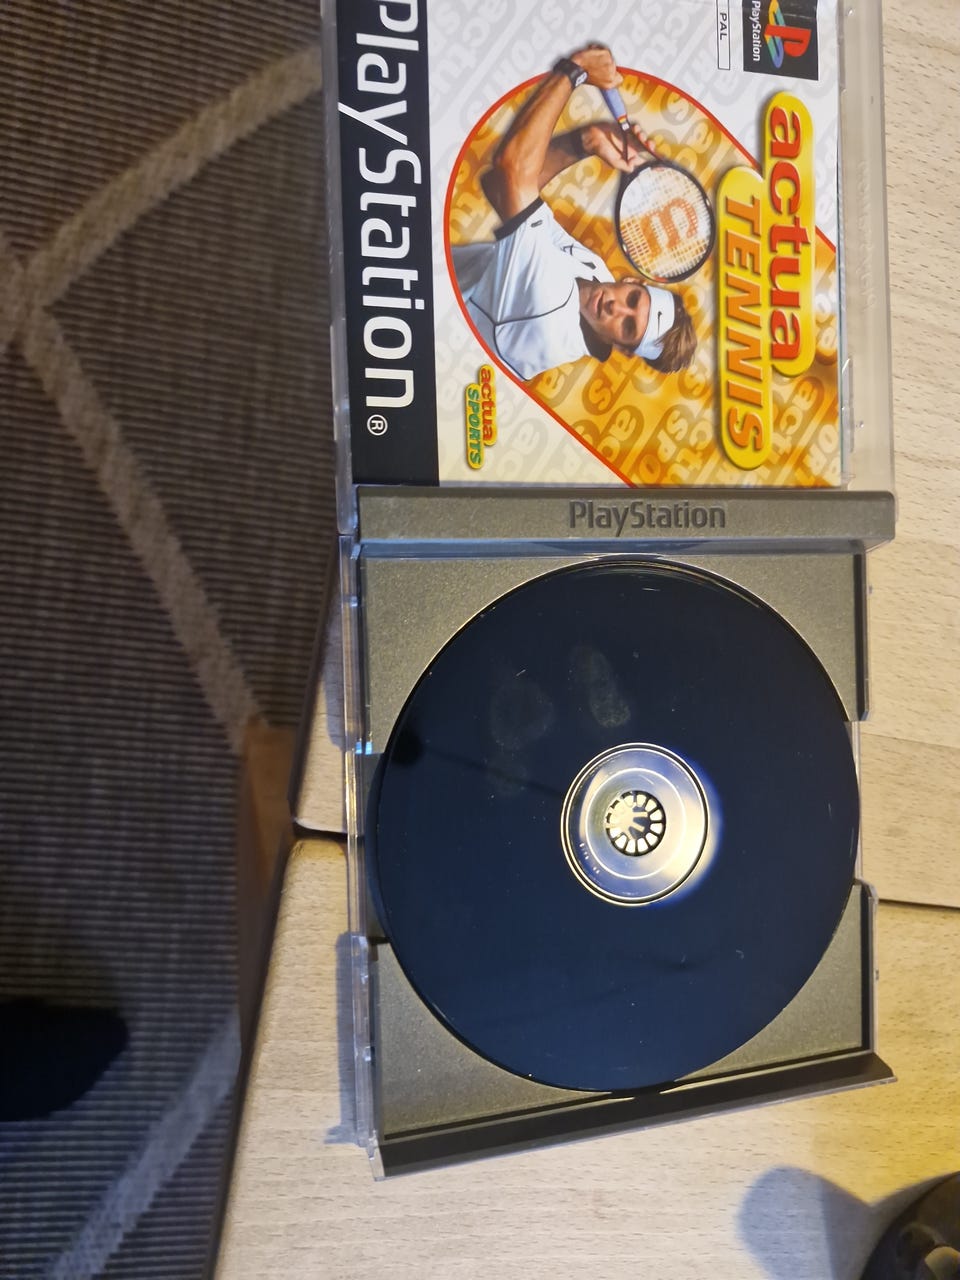 PlayStation®
PAL
PlayStation
actua
TENNIS
actua
SPORTS
PlayStation